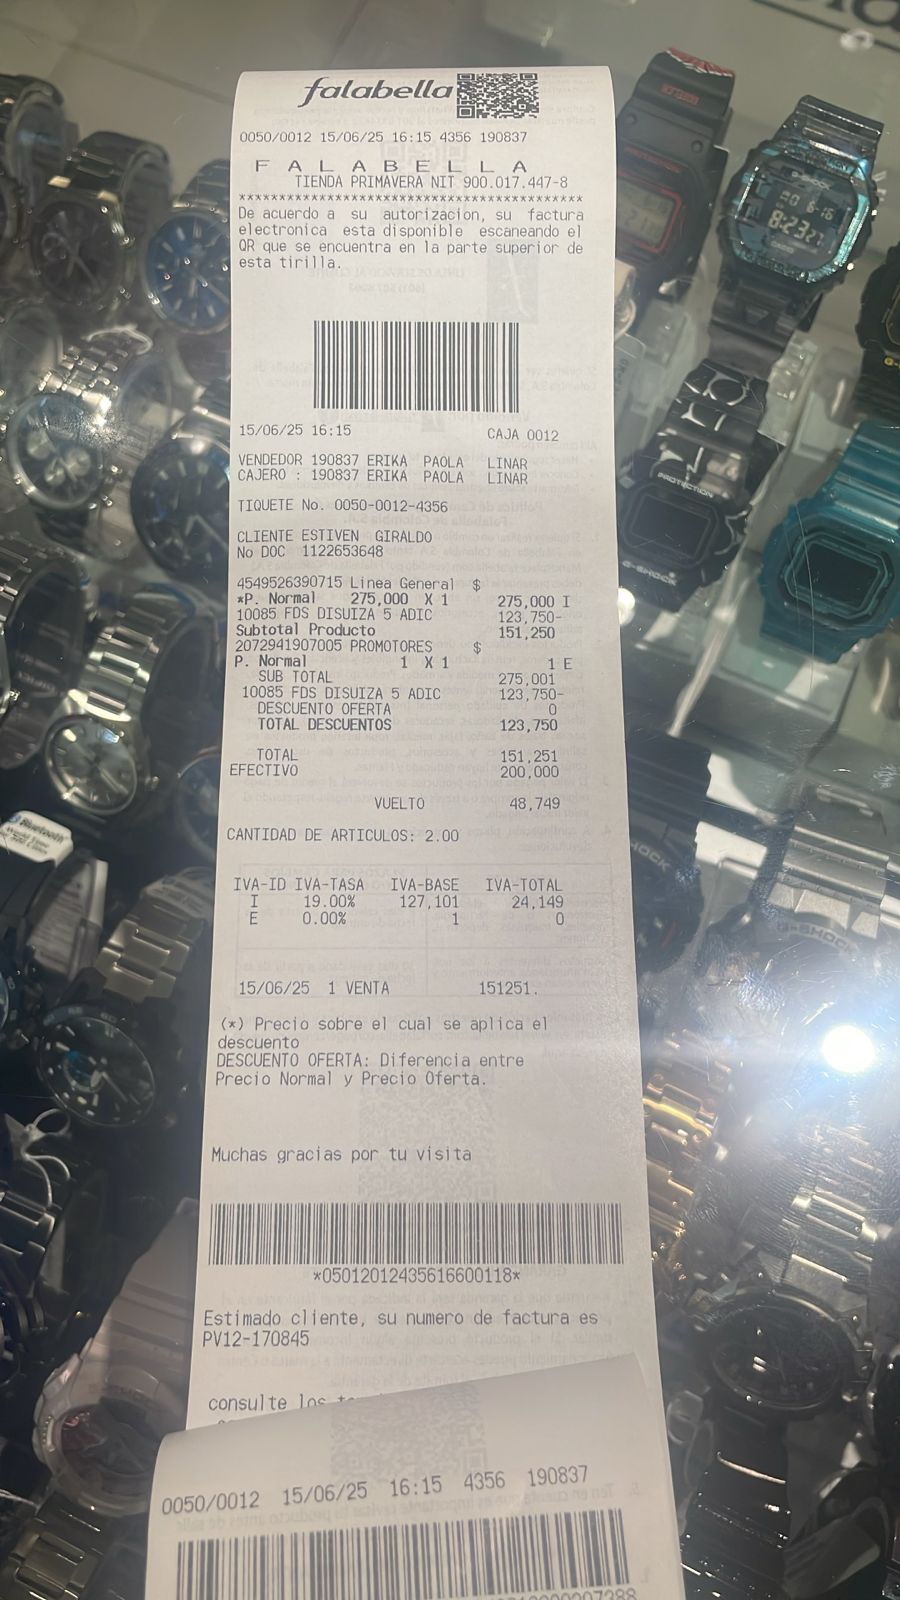 falabella
0050/0012 15/06/25 16:15 4356 190837
F A L A B E L L A
TIENDA PRIMAVERA NIT 900.017.447-8
*****************************************
De acuerdo a su autorizacion, su factura
electronica esta disponible escaneando el
QR que se encuentra en la parte superior de
esta tirilla.
15/06/25 16:15 CAJA 0012
VENDEDOR 190837 ERIKA PAOLA LINAR
CAJERO : 190837 ERIKA PAOLA LINAR
TIQUETE No. 0050-0012-4356
CLIENTE ESTIVEN GIRALDO
No DOC 1122653648
4549526390715 Linea General $
*P. Normal 275,000 X 1 275,000 I
10085 FDS DISUIZA 5 ADIC 123,750-
Subtotal Producto 151,250
2072941907005 PROMOTORES $
P. Normal 1 X 1 1 E
SUB TOTAL 275,001
10085 FDS DISUIZA 5 ADIC 123,750-
DESCUENTO OFERTA 0
TOTAL DESCUENTOS 123,750
TOTAL 151,251
EFECTIVO 200,000
VUELTO 48,749
CANTIDAD DE ARTICULOS: 2.00
IVA-ID IVA-TASA IVA-BASE IVA-TOTAL
I 19.00% 127,101 24,149
E 0.00% 1 0
15/06/25 1 VENTA 151251.
(*) Precio sobre el cual se aplica el
descuento
DESCUENTO OFERTA: Diferencia entre
Precio Normal y Precio Oferta.
Muchas gracias por tu visita
*05012012435616600118*
Estimado cliente, su numero de factura es
PV12-170845
consulte los
0050/0012 15/06/25 16:15 4356 190837
G-SHOCK
PROTECTION
G-SHOCK
Bluetooth